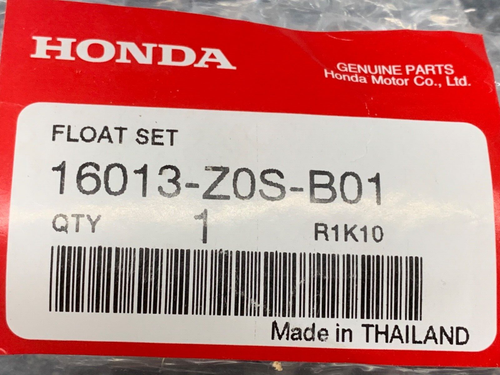 HONDA
GENUINE PARTS
Honda Motor Co., Ltd.
FLOAT SET
16013-Z0S-B01
QTY 1 R1K10
Made in THAILAND